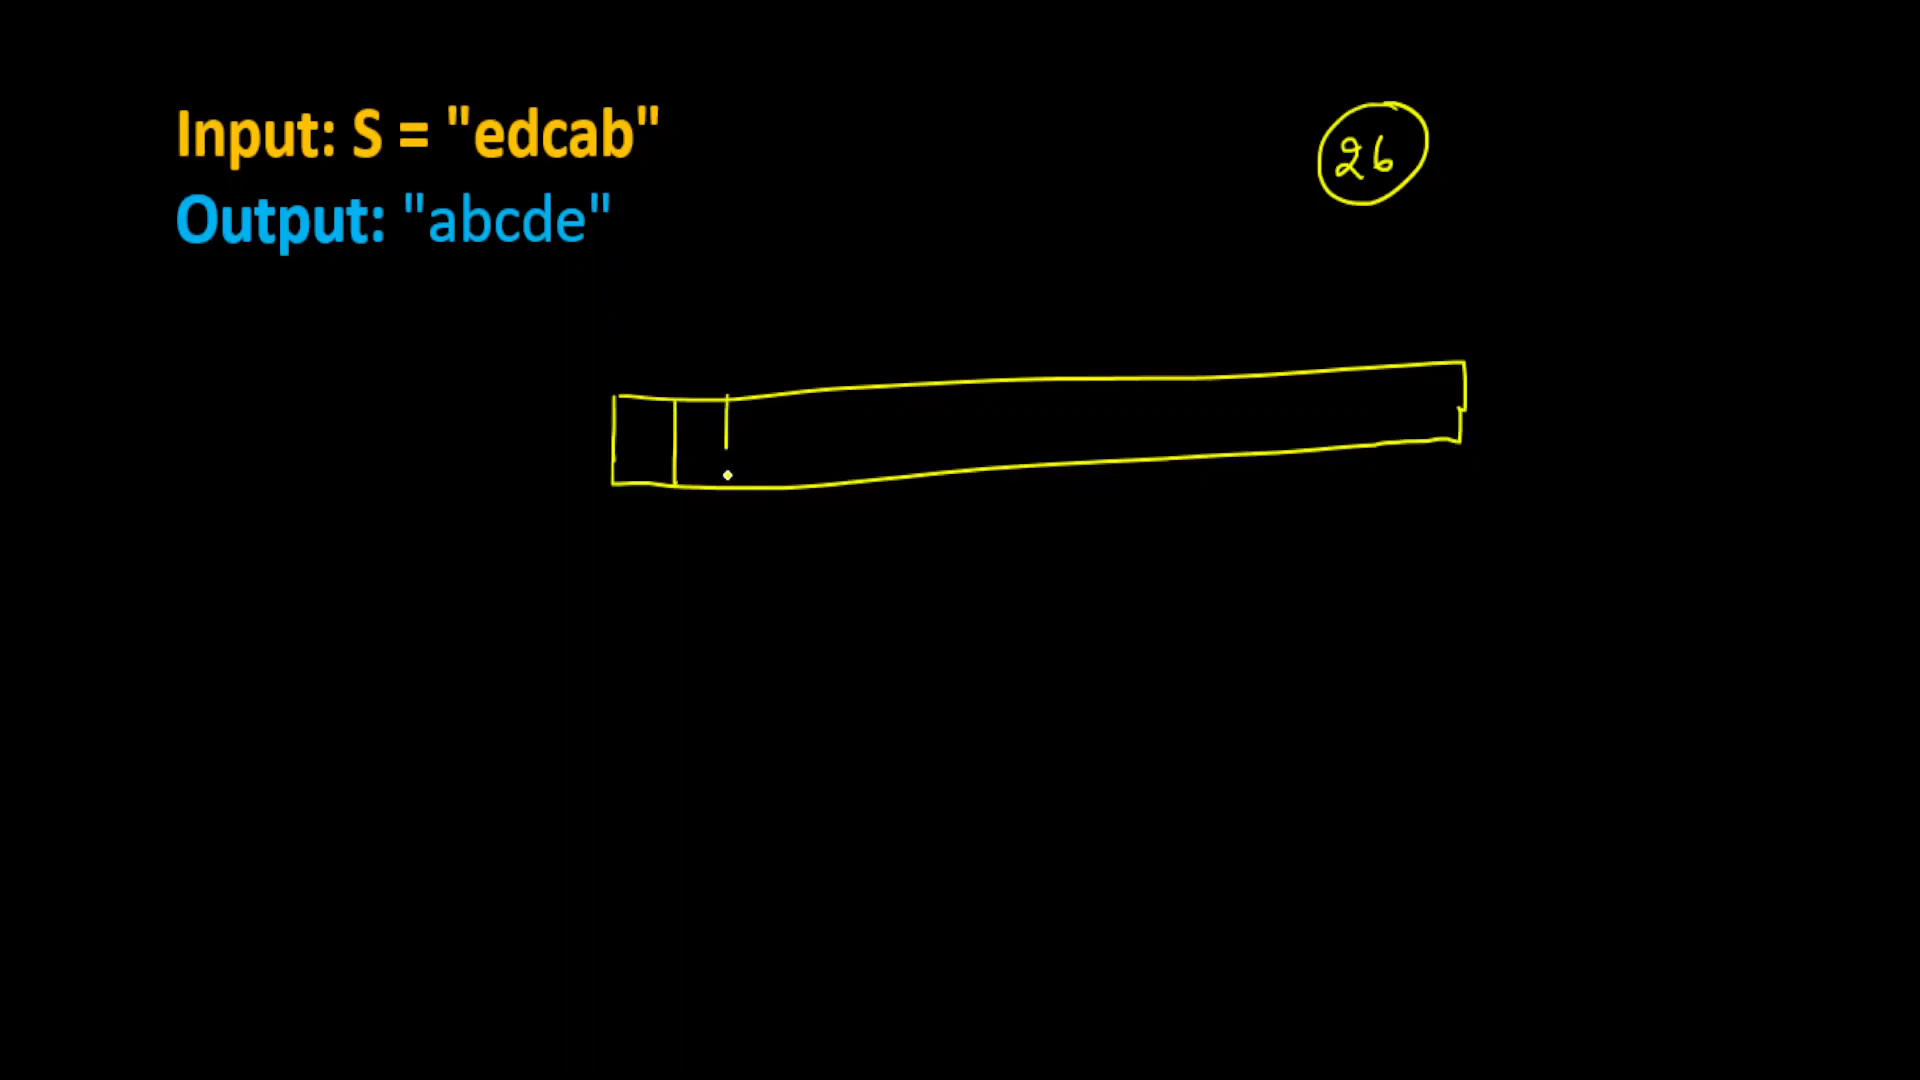 Input: S = "edcab"
26
Output: "abcde"